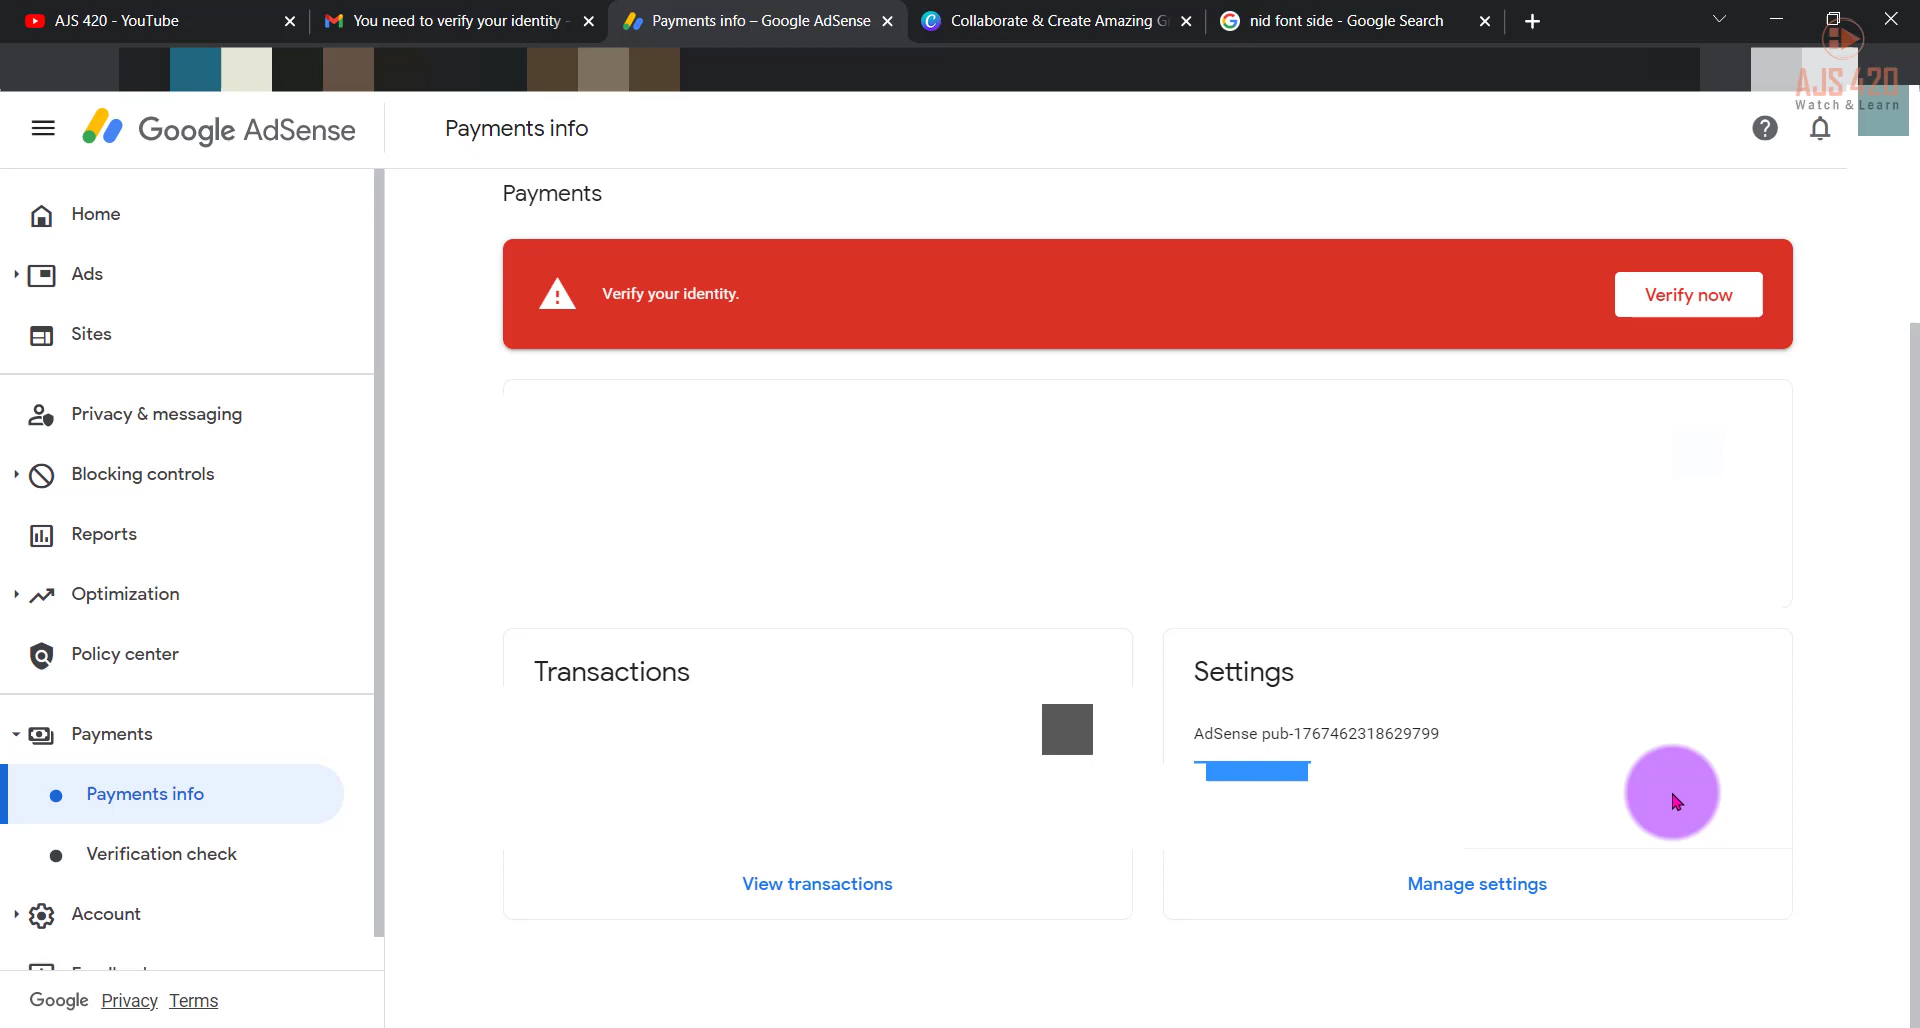 AJS 420 - YouTube
You need to verify your identity -
Payments info – Google AdSense
Collaborate & Create Amazing G
nid font side - Google Search
AJS 420
Watch & Learn
Google AdSense
Payments info
Home
Ads
Sites
Privacy & messaging
Blocking controls
Reports
Optimization
Policy center
Payments
Payments info
Verification check
Account
Google Privacy Terms
Payments
Verify your identity.
Verify now
Transactions
View transactions
Settings
AdSense pub-1767462318629799
Manage settings